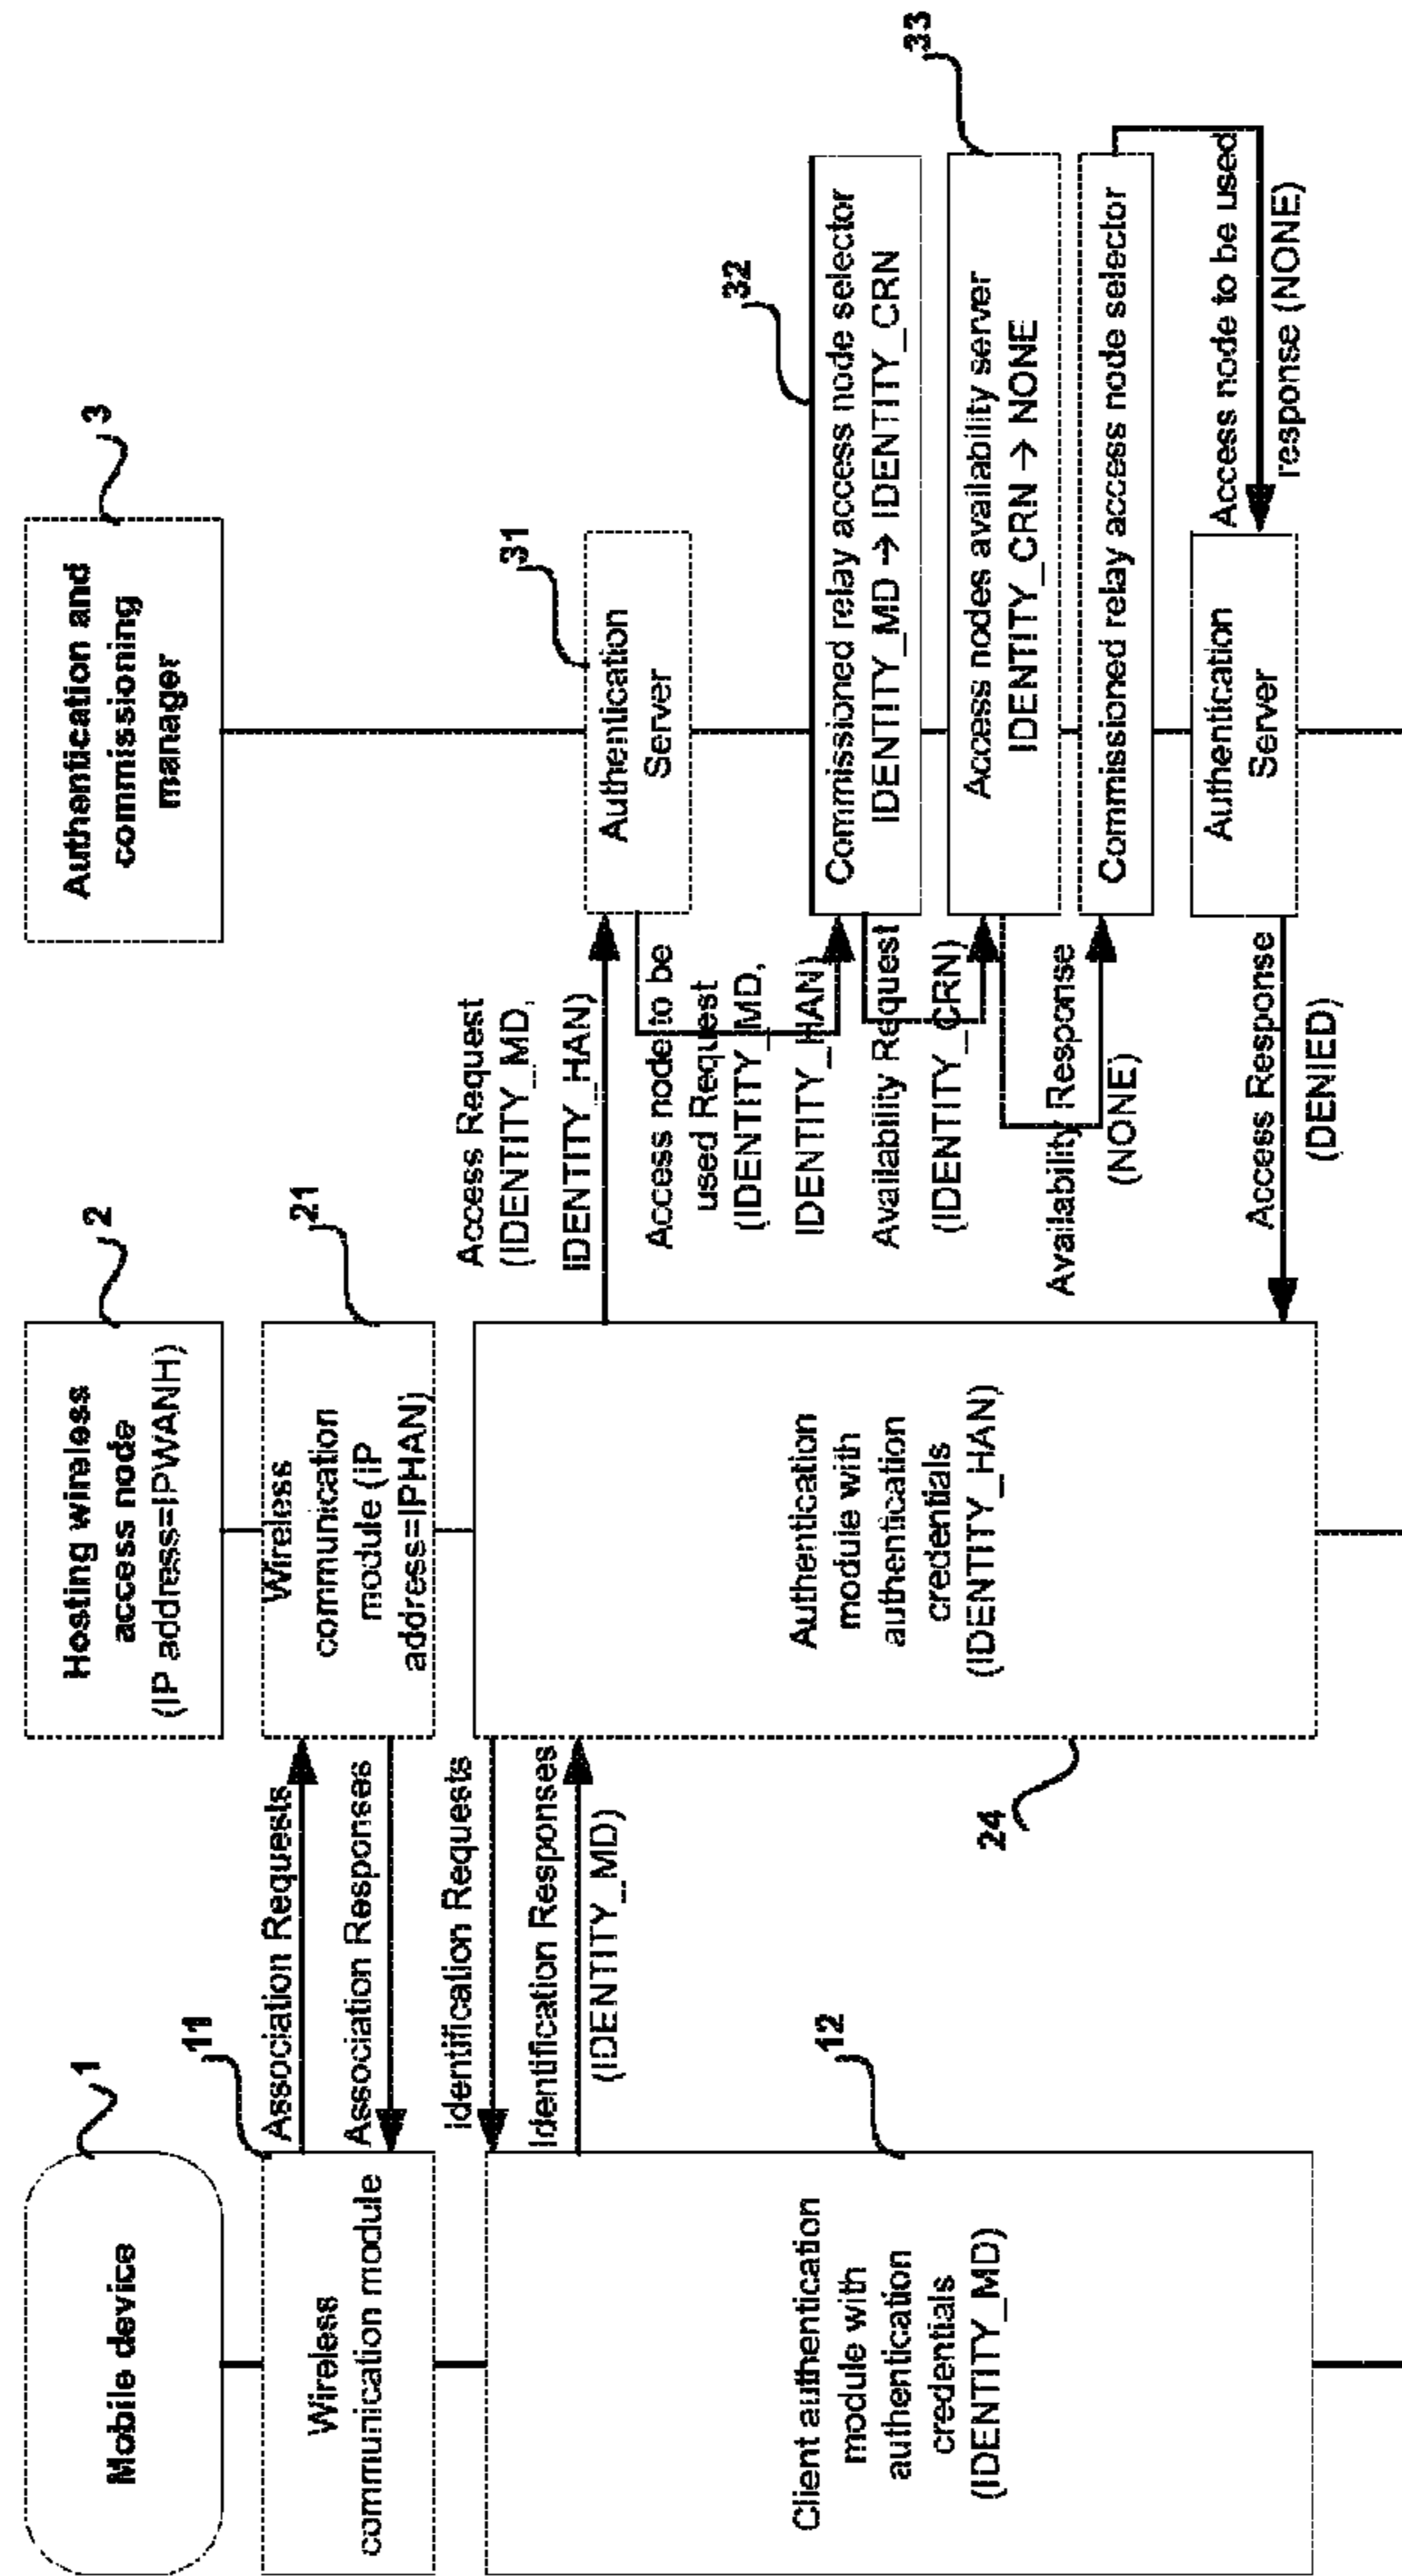 1
Mobile device
2
Hosting wireless
access node
(IP address=IPWANH)
3
Authentication and
commissioning
manager
11
Wireless
communication module
Association Requests
Association Responses
21
Wireless
communication
module (IP
address=IPHAN)
12
Client authentication
module with
authentication
credentials
(IDENTITY_MD)
Identification Requests
Identification Responses
(IDENTITY_MD)
24
Authentication
module with
authentication
credentials
(IDENTITY_HAN)
Access Request
(IDENTITY_MD,
IDENTITY_HAN)
31
Authentication
Server
Access node to be
used Request
(IDENTITY_MD,
IDENTITY_HAN)
32
Commissioned relay access node selector
IDENTITY_MD → IDENTITY_CRN
Availability Request
(IDENTITY_CRN)
33
Access nodes availability server
IDENTITY_CRN → NONE
Availability Response
(NONE)
Commissioned relay access node selector
Access node to be used
response (NONE)
Authentication
Server
Access Response
(DENIED)